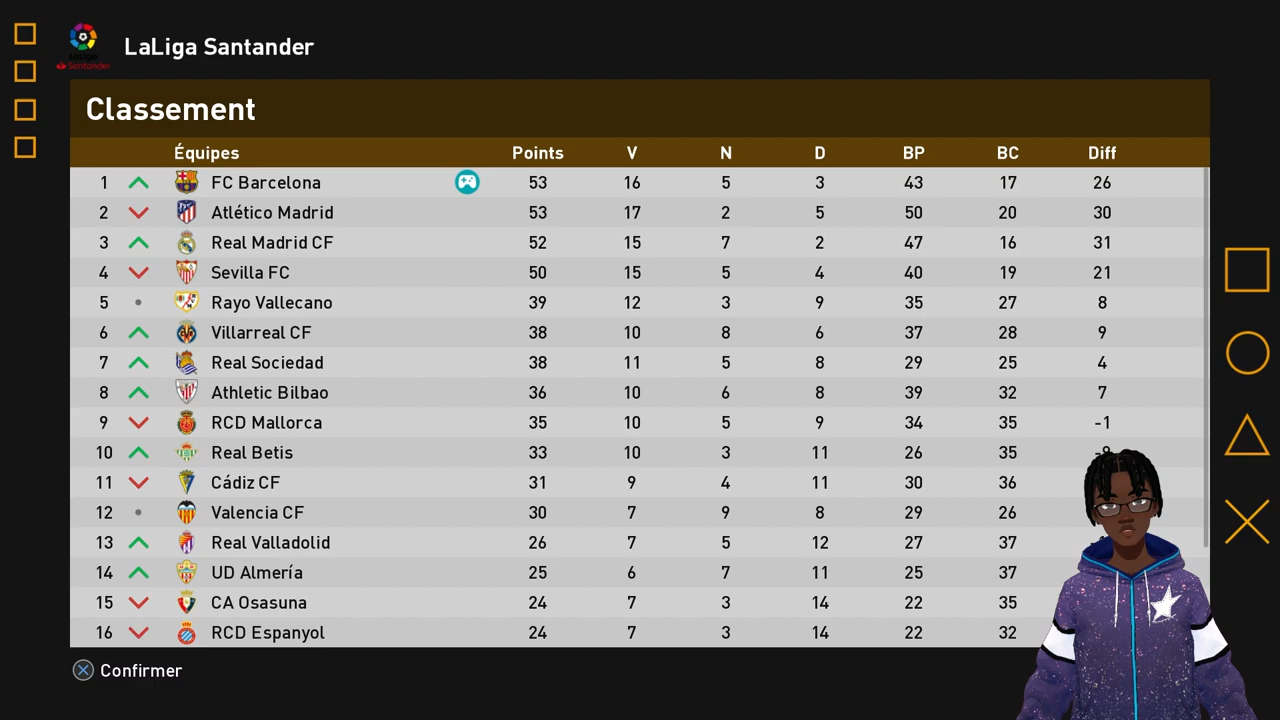 LaLiga Santander
Classement
Équipes Points V N D BP BC Diff
1 FC Barcelona 53 16 5 3 43 17 26
2 Atlético Madrid 53 17 2 5 50 20 30
3 Real Madrid CF 52 15 7 2 47 16 31
4 Sevilla FC 50 15 5 4 40 19 21
5 Rayo Vallecano 39 12 3 9 35 27 8
6 Villarreal CF 38 10 8 6 37 28 9
7 Real Sociedad 38 11 5 8 29 25 4
8 Athletic Bilbao 36 10 6 8 39 32 7
9 RCD Mallorca 35 10 5 9 34 35 -1
10 Real Betis 33 10 3 11 26 35
11 Cádiz CF 31 9 4 11 30 36
12 Valencia CF 30 7 9 8 29 26
13 Real Valladolid 26 7 5 12 27 37
14 UD Almería 25 6 7 11 25 37
15 CA Osasuna 24 7 3 14 22 35
16 RCD Espanyol 24 7 3 14 22 32
Confirmer